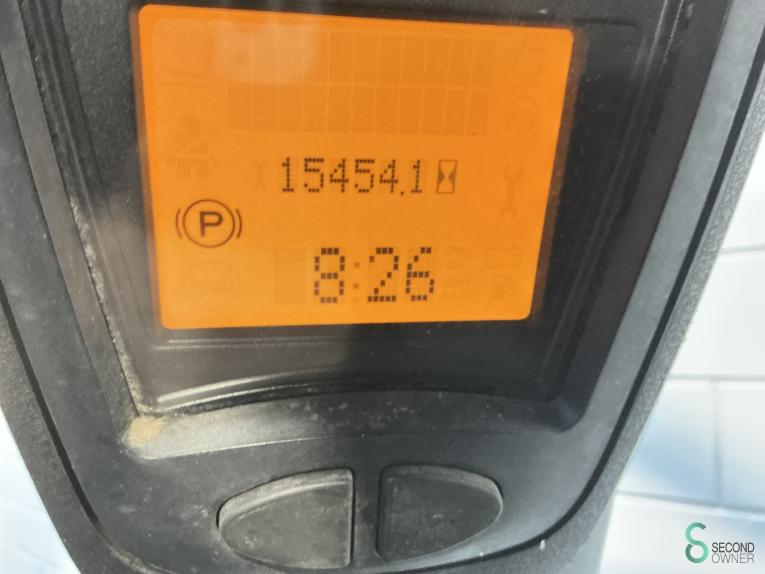 15454.1
(P)
8:26
SECOND
OWNER